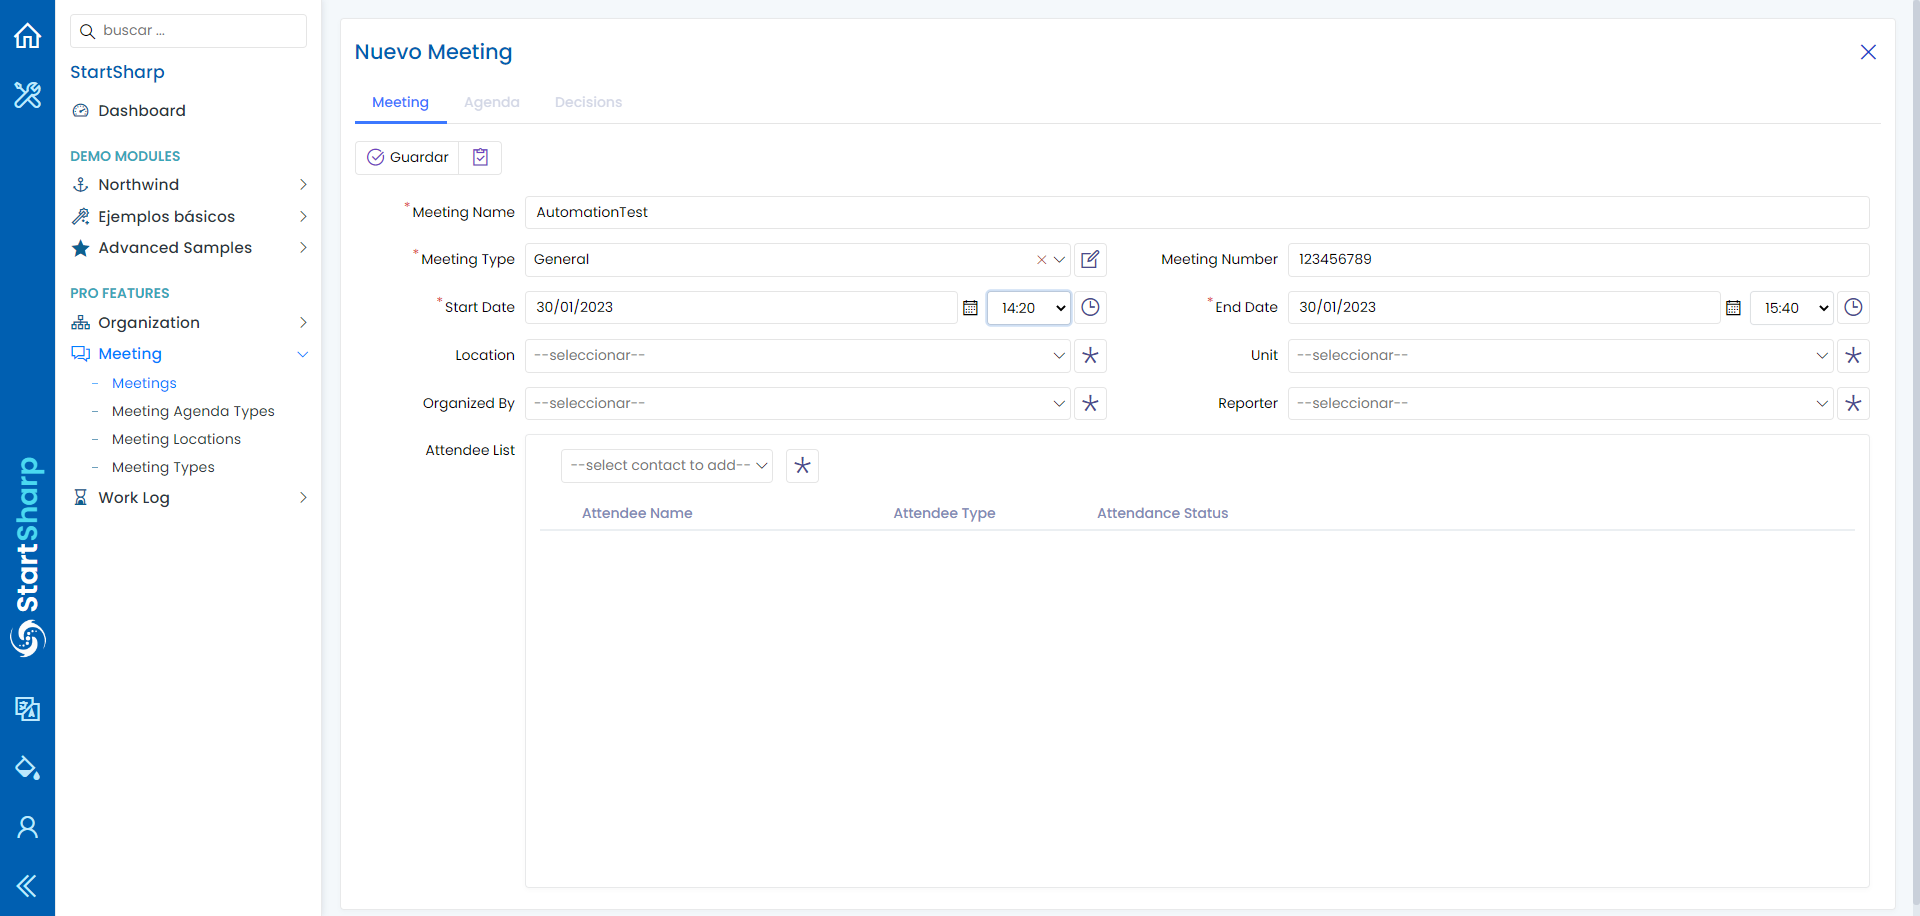 buscar ...
StartSharp
Dashboard
DEMO MODULES
Northwind
Ejemplos básicos
Advanced Samples
PRO FEATURES
Organization
Meeting
- Meetings
- Meeting Agenda Types
- Meeting Locations
- Meeting Types
Work Log
StartSharp
Nuevo Meeting
Meeting Agenda Decisions
Guardar
*Meeting Name AutomationTest
*Meeting Type General Meeting Number 123456789
*Start Date 30/01/2023 14:20 *End Date 30/01/2023 15:40
Location --seleccionar-- Unit --seleccionar--
Organized By --seleccionar-- Reporter --seleccionar--
Attendee List
--select contact to add--
Attendee Name Attendee Type Attendance Status